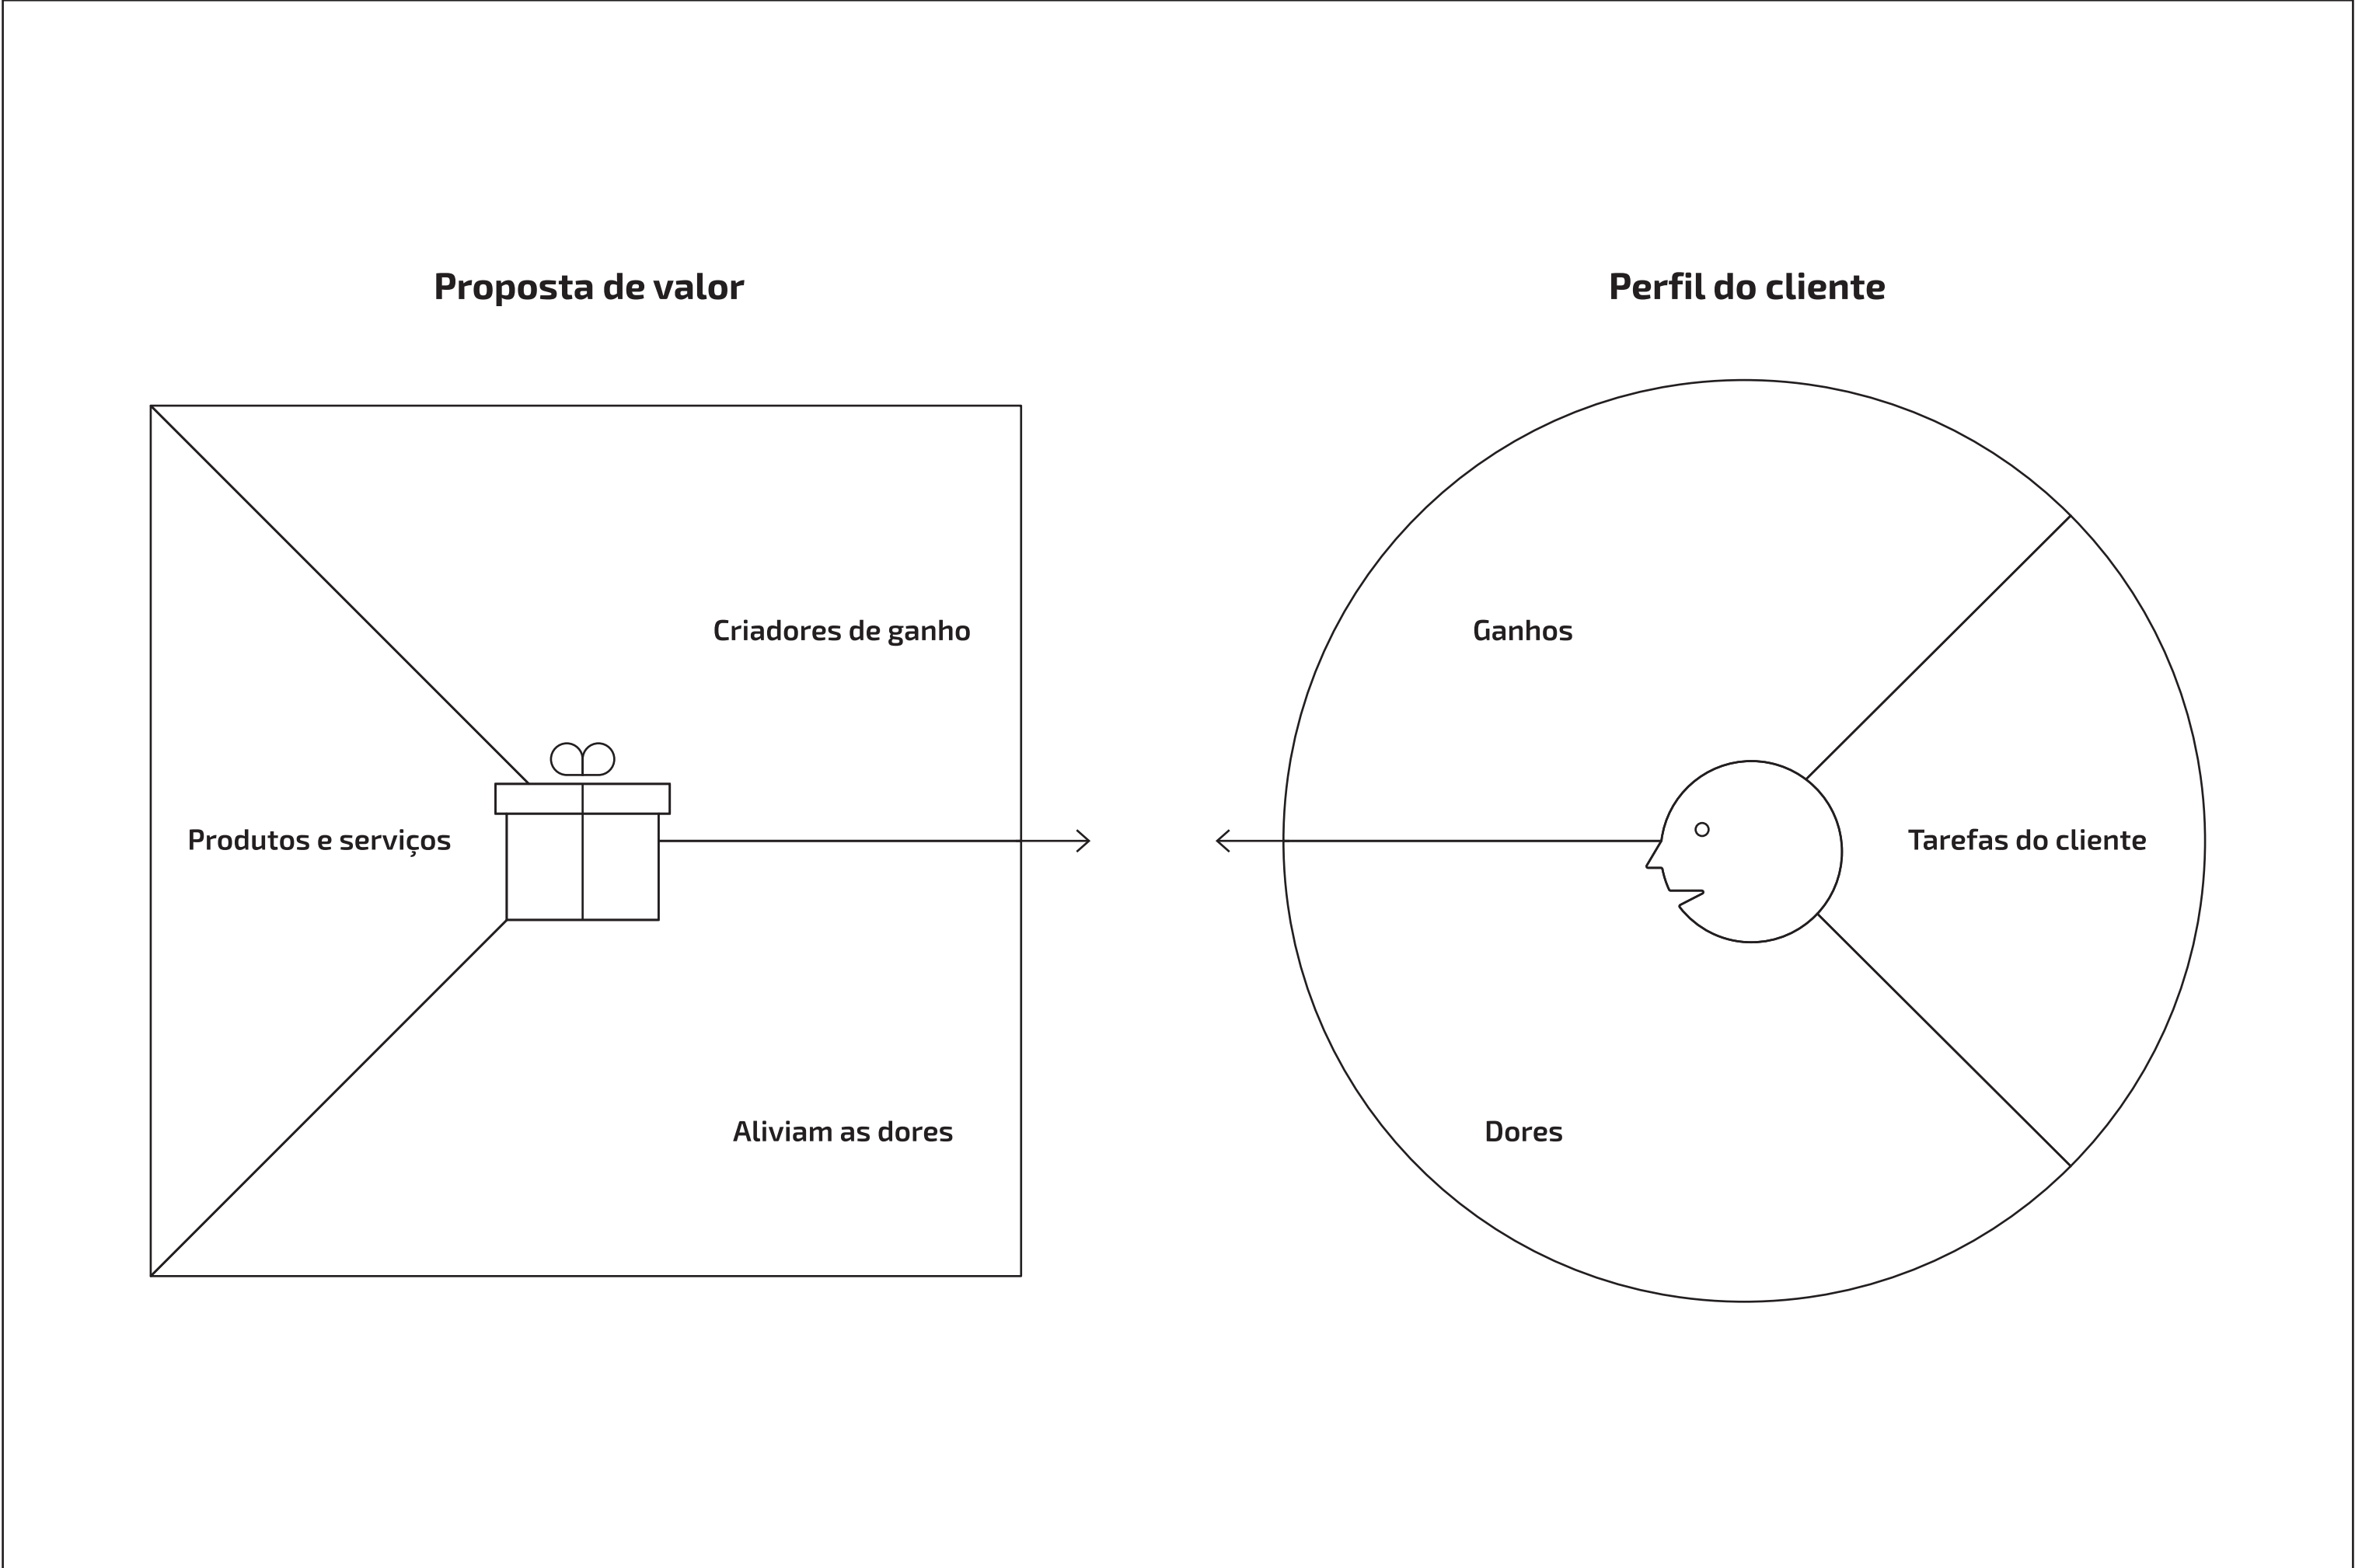 Proposta de valor
Perfil do cliente
Criadores de ganho
Ganhos
Produtos e serviços
Tarefas do cliente
Aliviam as dores
Dores